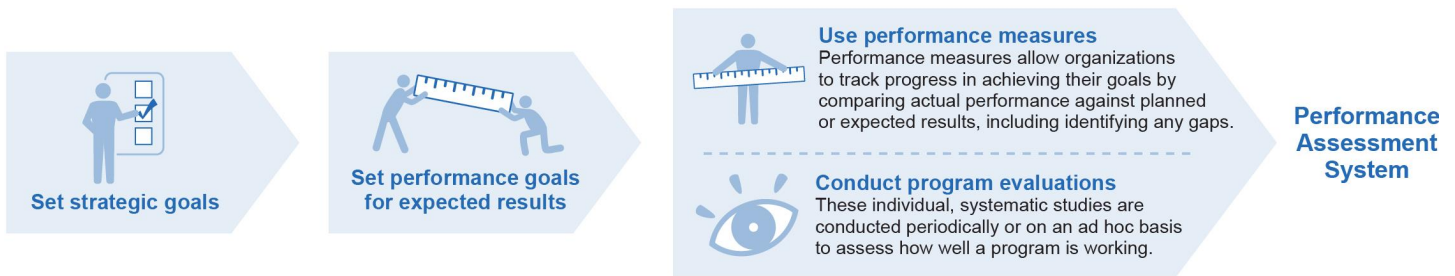 Set strategic goals
Set performance goals
for expected results
Use performance measures
Performance measures allow organizations
to track progress in achieving their goals by
comparing actual performance against planned
or expected results, including identifying any gaps.
Conduct program evaluations
These individual, systematic studies are
conducted periodically or on an ad hoc basis
to assess how well a program is working.
Performance
Assessment
System